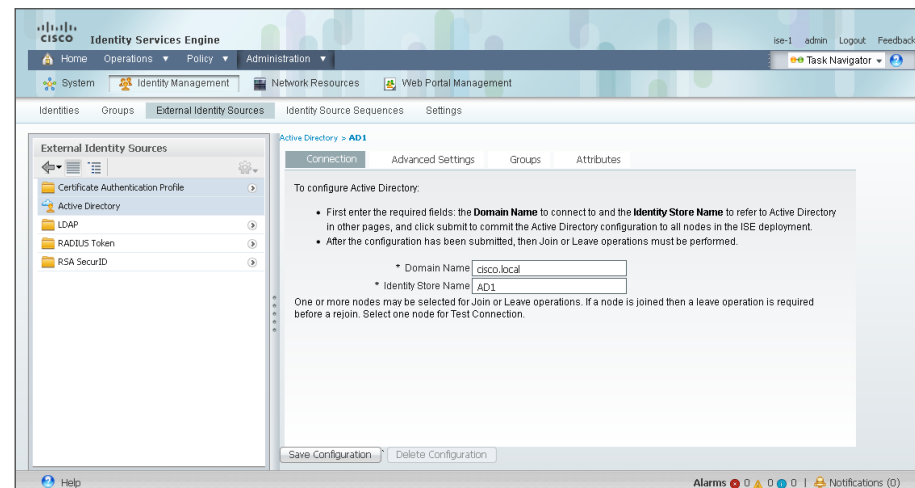 CISCO Identity Services Engine
ise-1 admin Logout Feedback
Home Operations ▼ Policy ▼ Administration ▼
Task Navigator ▼
System Identity Management Network Resources Web Portal Management
Identities Groups External Identity Sources Identity Source Sequences Settings
External Identity Sources
Certificate Authentication Profile
Active Directory
LDAP
RADIUS Token
RSA SecurID
Active Directory > AD1
Connection Advanced Settings Groups Attributes
To configure Active Directory:
• First enter the required fields: the Domain Name to connect to and the Identity Store Name to refer to Active Directory
in other pages, and click submit to commit the Active Directory configuration to all nodes in the ISE deployment.
• After the configuration has been submitted, then Join or Leave operations must be performed.
* Domain Name cisco.local
* Identity Store Name AD1
One or more nodes may be selected for Join or Leave operations. If a node is joined then a leave operation is required
before a rejoin. Select one node for Test Connection.
Save Configuration Delete Configuration
Help
Alarms 0 0 0 | Notifications (0)